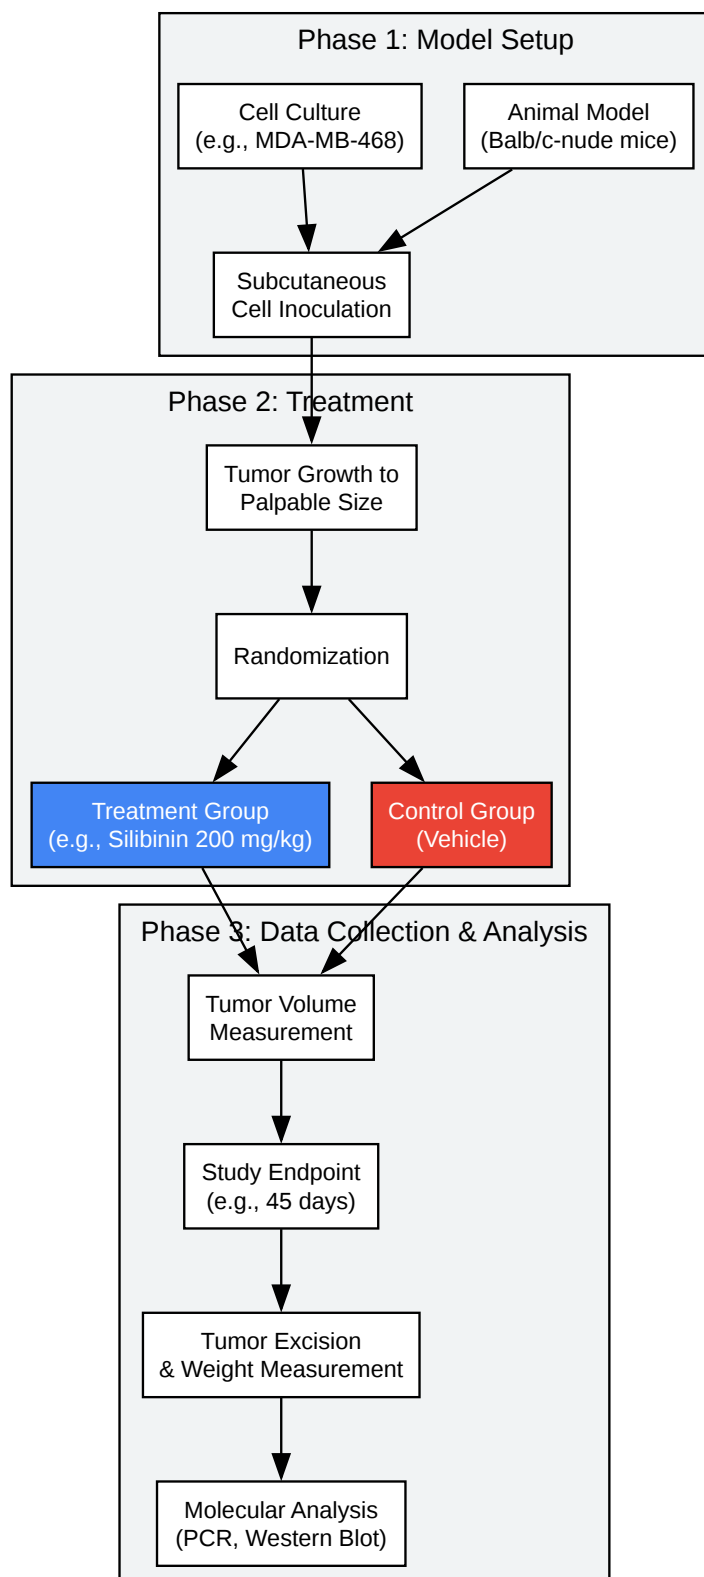 Phase 1: Model Setup
Cell Culture
(e.g., MDA-MB-468)
Animal Model
(Balb/c-nude mice)
Subcutaneous
Cell Inoculation
Phase 2: Treatment
Tumor Growth to
Palpable Size
Randomization
Treatment Group
(e.g., Silibinin 200 mg/kg)
Control Group
(Vehicle)
Phase 3: Data Collection & Analysis
Tumor Volume
Measurement
Study Endpoint
(e.g., 45 days)
Tumor Excision
& Weight Measurement
Molecular Analysis
(PCR, Western Blot)